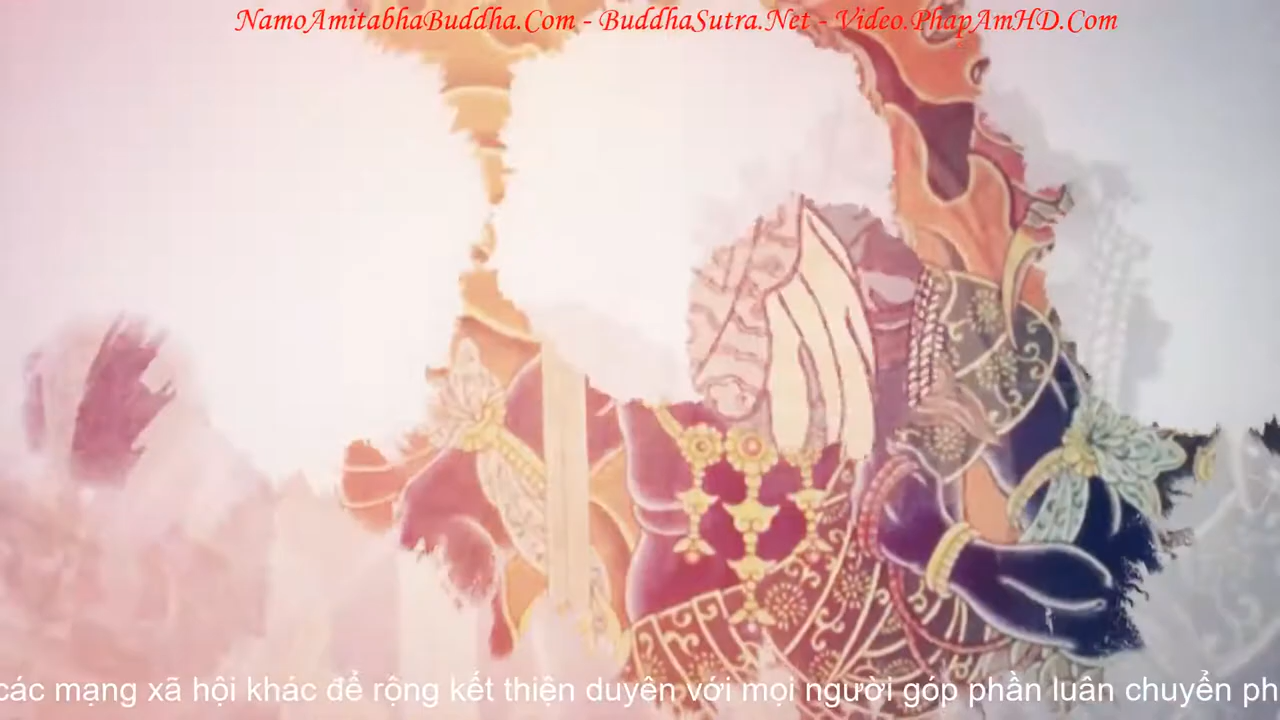 NamoAmitabhaBuddha.Com - BuddhaSutra.Net - Video.PhapAmHD.Com
các mạng xã hội khác để rộng kết thiện duyên với mọi người góp phần luân chuyển ph